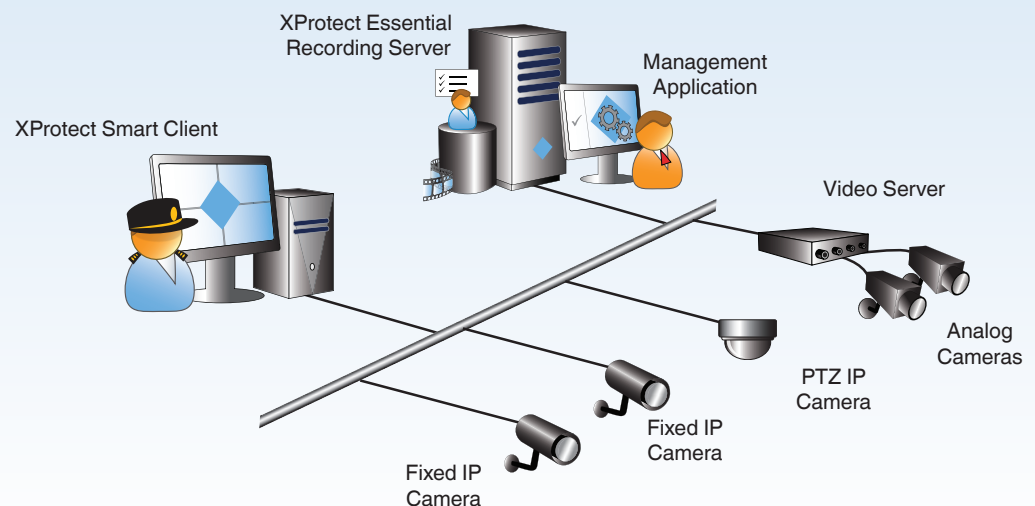 XProtect Essential
Recording Server
Management
Application
XProtect Smart Client
Video Server
Analog
Cameras
PTZ IP
Camera
Fixed IP
Camera
Fixed IP
Camera